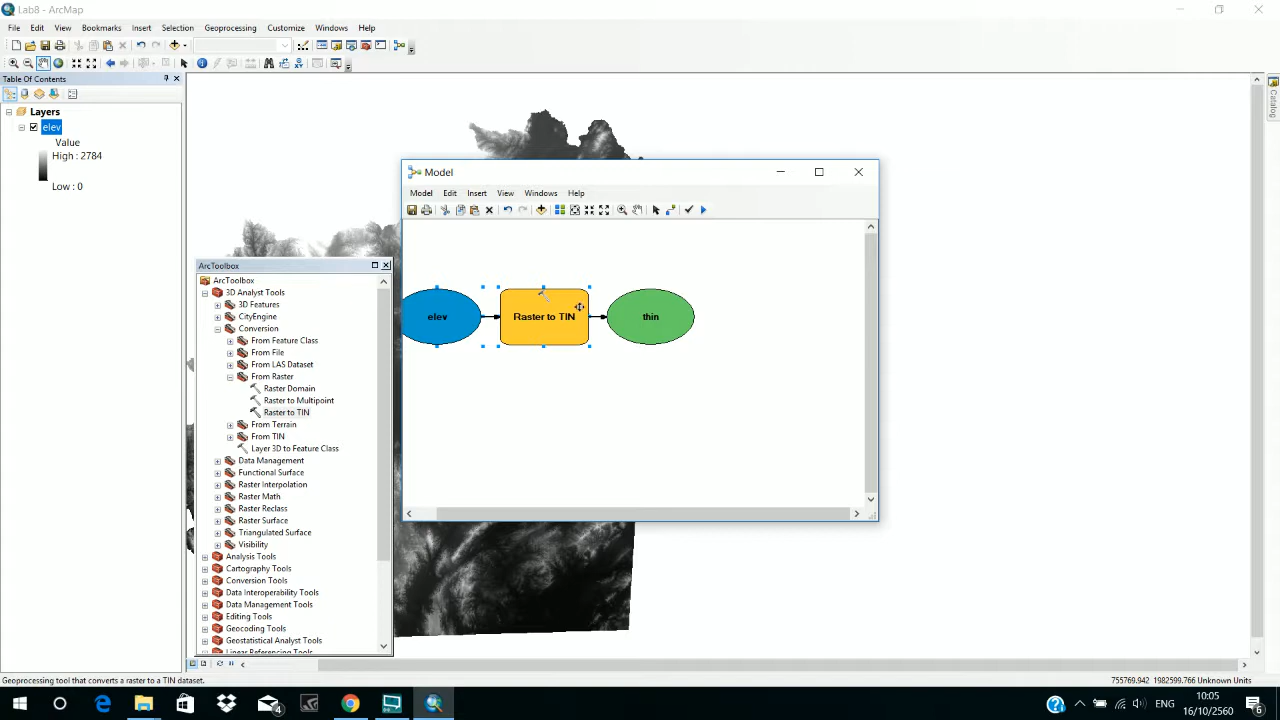 Lab8 - ArcMap
File Edit View Bookmarks Insert Selection Geoprocessing Customize Windows Help
Table Of Contents
Layers
elev
Value
High : 2784
Low : 0
Catalog
Model
Model Edit Insert View Windows Help
elev
Raster to TIN
thin
ArcToolbox
ArcToolbox
3D Analyst Tools
3D Features
CityEngine
Conversion
From Feature Class
From File
From LAS Dataset
From Raster
Raster Domain
Raster to Multipoint
Raster to TIN
From Terrain
From TIN
Layer 3D to Feature Class
Data Management
Functional Surface
Raster Interpolation
Raster Math
Raster Reclass
Raster Surface
Triangulated Surface
Visibility
Analysis Tools
Cartography Tools
Conversion Tools
Data Interoperability Tools
Data Management Tools
Editing Tools
Geocoding Tools
Geostatistical Analyst Tools
Linear Referencing Tools
Geoprocessing tool that converts a raster to a TIN dataset.
755769.942 1982599.766 Unknown Units
4
ENG
10:05
16/10/2560
6